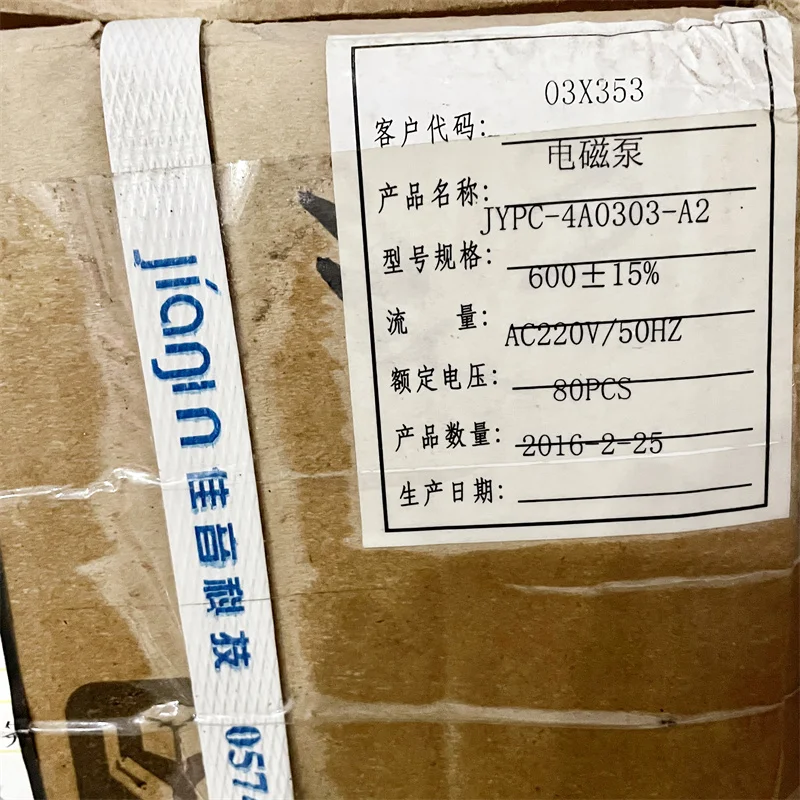 03X353
客户代码:
电磁泵
产品名称:
JYPC-4A0303-A2
型号规格:
600±15%
流 量:
AC220V/50HZ
额定电压:
80PCS
产品数量:
2016-2-25
生产日期:
jianjin 佳音科技 0574-